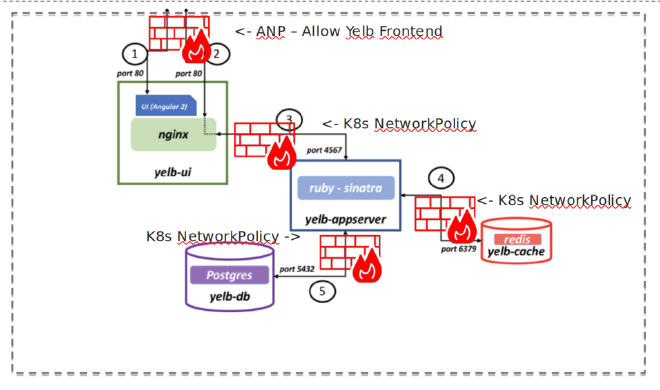 <- ANP – Allow Yelb Frontend
1
2
port 80
port 80
UI (Angular 2)
nginx
yelb-ui
3
<- K8s NetworkPolicy
port 4567
ruby - sinatra
yelb-appserver
4
<- K8s NetworkPolicy
port 6379
redis
yelb-cache
K8s NetworkPolicy ->
port 5432
Postgres
yelb-db
5